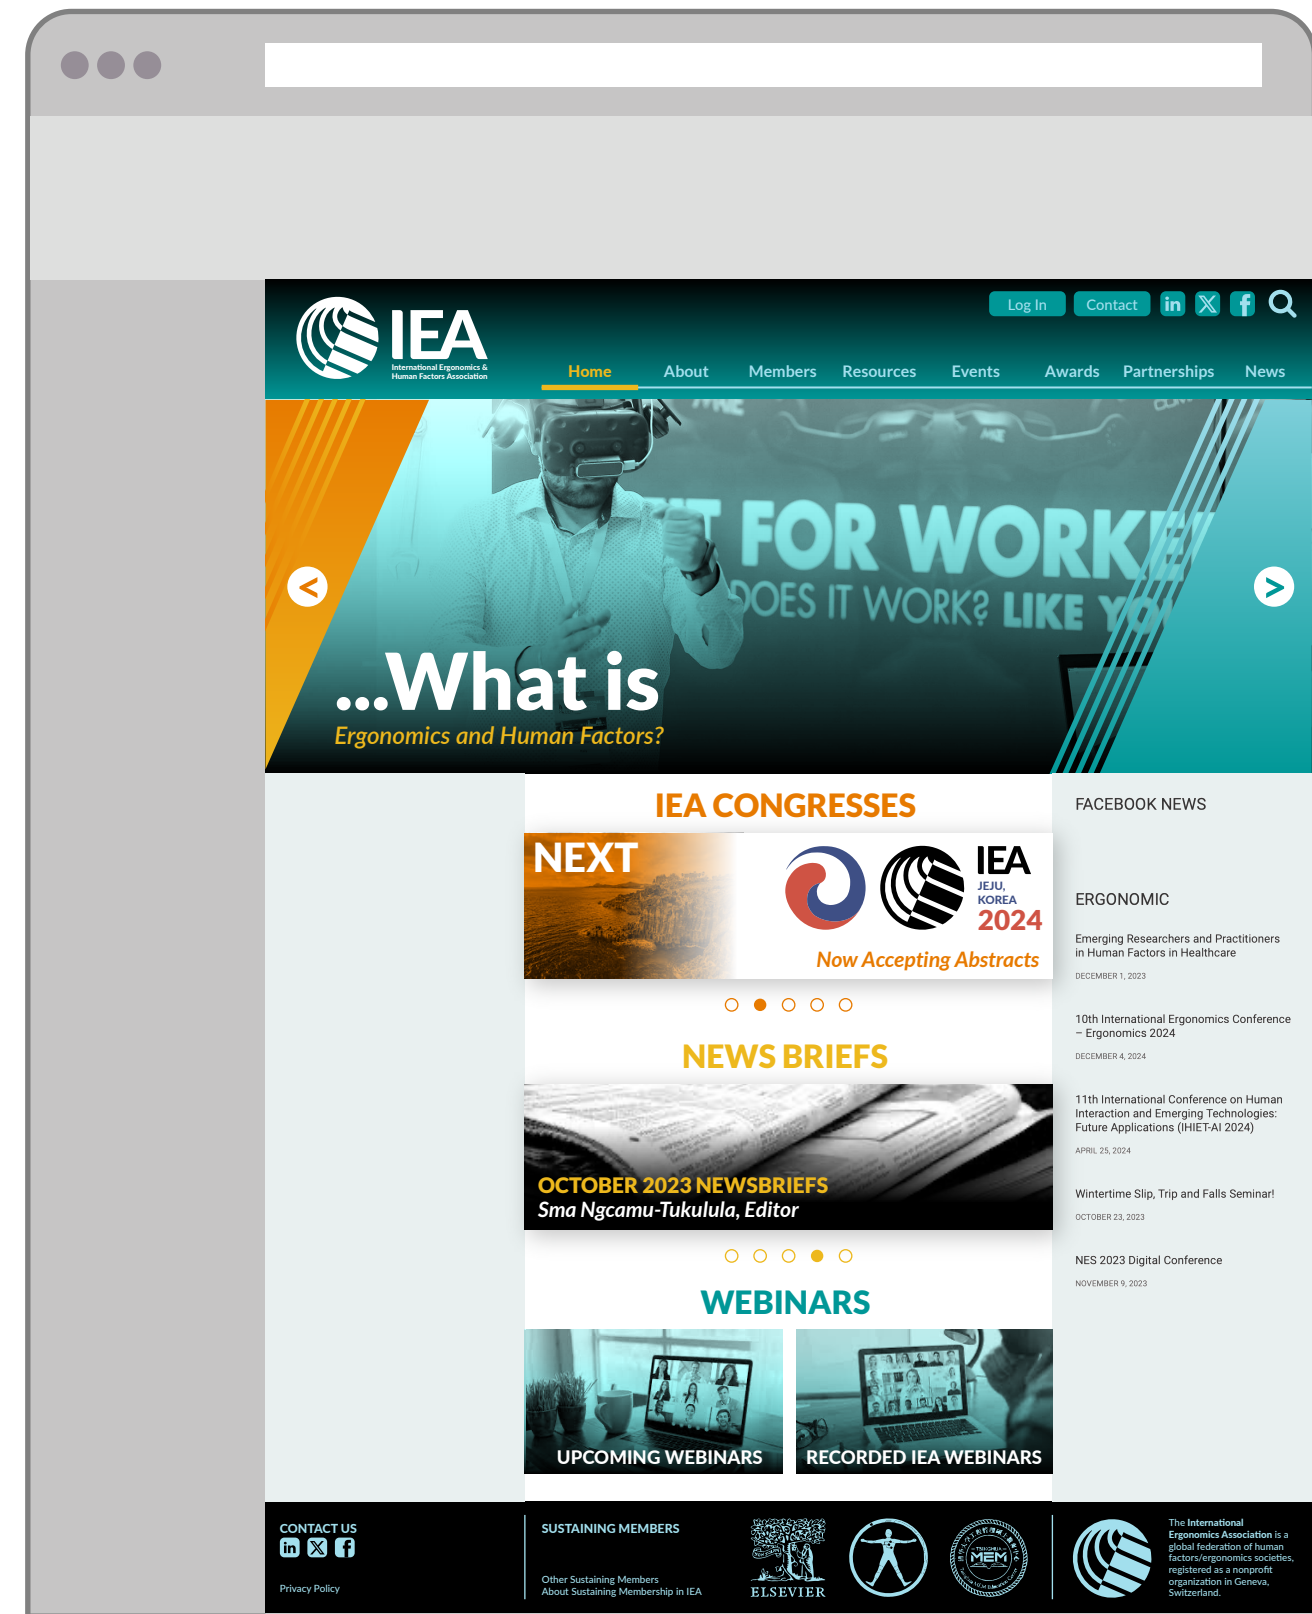 Log In
Contact
in
X
f
IEA
International Ergonomics &
Human Factors Association
Home
About
Members
Resources
Events
Awards
Partnerships
News
FOR WORKE
DOES IT WORK? LIKE YOU
<
>
...What is
Ergonomics and Human Factors?
IEA CONGRESSES
NEXT
IEA
JEJU,
KOREA
2024
Now Accepting Abstracts
NEWS BRIEFS
OCTOBER 2023 NEWSBRIEFS
Sma Ngcamu-Tukulula, Editor
WEBINARS
UPCOMING WEBINARS
RECORDED IEA WEBINARS
FACEBOOK NEWS
ERGONOMIC
Emerging Researchers and Practitioners
in Human Factors in Healthcare
DECEMBER 1, 2023
10th International Ergonomics Conference
– Ergonomics 2024
DECEMBER 4, 2024
11th International Conference on Human
Interaction and Emerging Technologies:
Future Applications (IHIET-AI 2024)
APRIL 25, 2024
Wintertime Slip, Trip and Falls Seminar!
OCTOBER 23, 2023
NES 2023 Digital Conference
NOVEMBER 9, 2023
CONTACT US
in
X
f
Privacy Policy
SUSTAINING MEMBERS
Other Sustaining Members
About Sustaining Membership in IEA
ELSEVIER
TSINGHUA
MEM
The International
Ergonomics Association is a
global federation of human
factors/ergonomics societies,
registered as a nonprofit
organization in Geneva,
Switzerland.